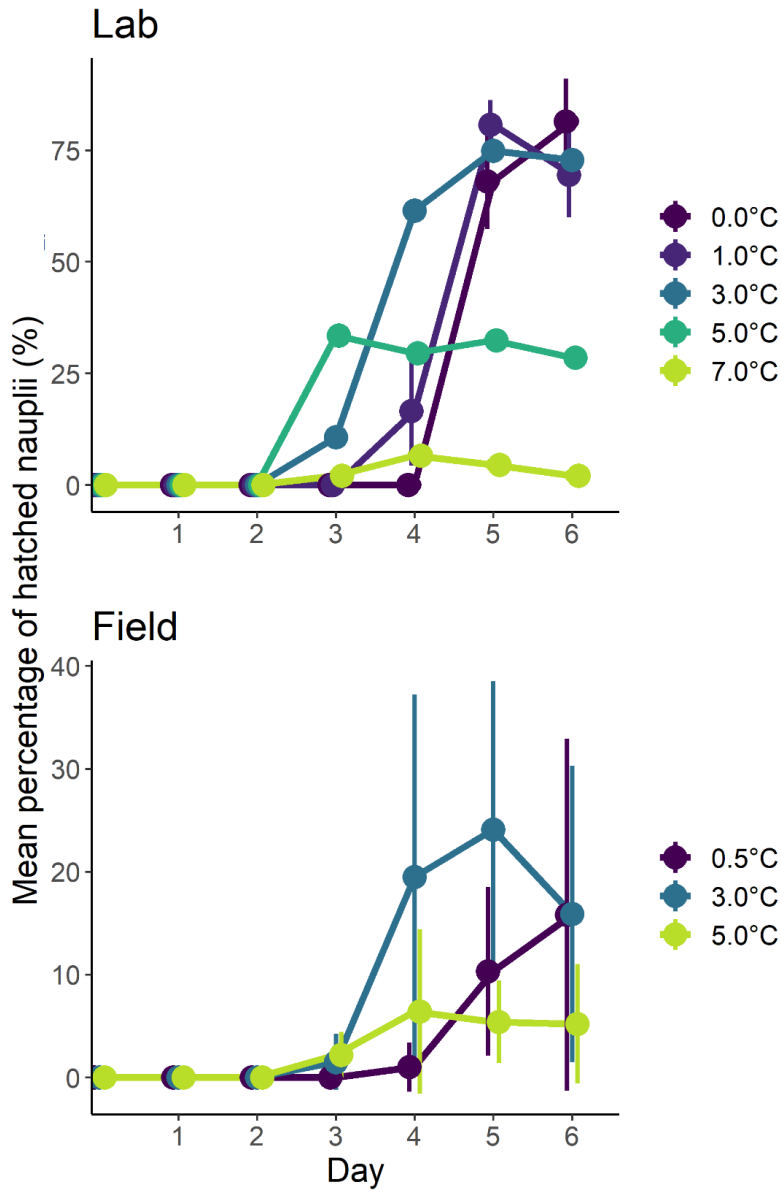 Lab
Mean percentage of hatched nauplii (%)
75
50
25
0
1 2 3 4 5 6
0.0°C
1.0°C
3.0°C
5.0°C
7.0°C
Field
40
30
20
10
0
1 2 3 4 5 6
Day
0.5°C
3.0°C
5.0°C